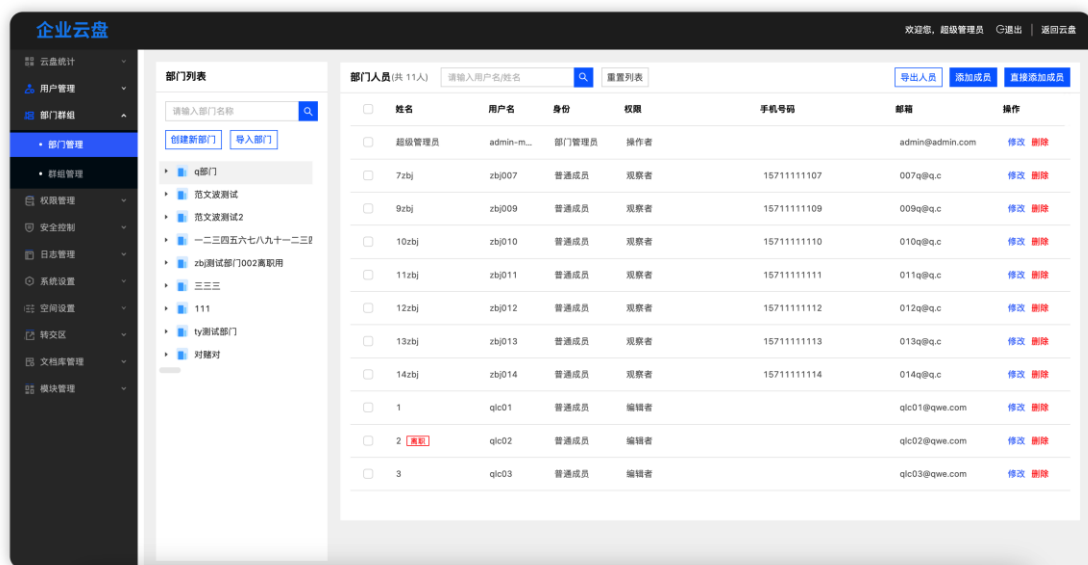 企业云盘
欢迎您，超级管理员 退出 | 返回云盘
云盘统计
用户管理
部门群组
• 部门管理
• 群组管理
权限管理
安全控制
日志管理
系统设置
空间设置
转交区
文档库管理
模块管理
部门列表
请输入部门名称
创建新部门 导入部门
q部门
范文波测试
范文波测试2
一二三四五六七八九十一二三四
zbj测试部门002离职用
三三三
111
ty测试部门
对赌对
部门人员(共 11人) 请输入用户名/姓名 重置列表 导出人员 添加成员 直接添加成员
姓名 用户名 身份 权限 手机号码 邮箱 操作
超级管理员 admin-m... 部门管理员 操作者 admin@admin.com 修改 删除
7zbj zbj007 普通成员 观察者 15711111107 007q@q.c 修改 删除
9zbj zbj009 普通成员 观察者 15711111109 009q@q.c 修改 删除
10zbj zbj010 普通成员 观察者 15711111110 010q@q.c 修改 删除
11zbj zbj011 普通成员 观察者 15711111111 011q@q.c 修改 删除
12zbj zbj012 普通成员 观察者 15711111112 012q@q.c 修改 删除
13zbj zbj013 普通成员 观察者 15711111113 013q@q.c 修改 删除
14zbj zbj014 普通成员 观察者 15711111114 014q@q.c 修改 删除
1 qlc01 普通成员 编辑者 qlc01@qwe.com 修改 删除
2 离职 qlc02 普通成员 编辑者 qlc02@qwe.com 修改 删除
3 qlc03 普通成员 编辑者 qlc03@qwe.com 修改 删除